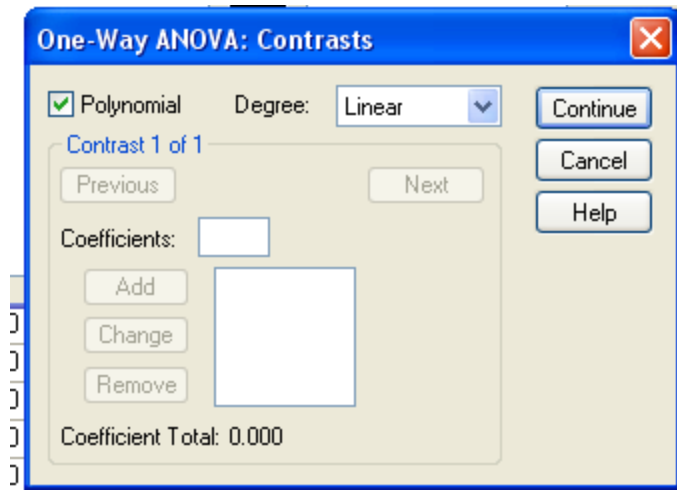 One-Way ANOVA: Contrasts
Polynomial Degree: Linear Continue
Contrast 1 of 1 Cancel
Previous Next Help
Coefficients:
Add
Change
Remove
Coefficient Total: 0.000